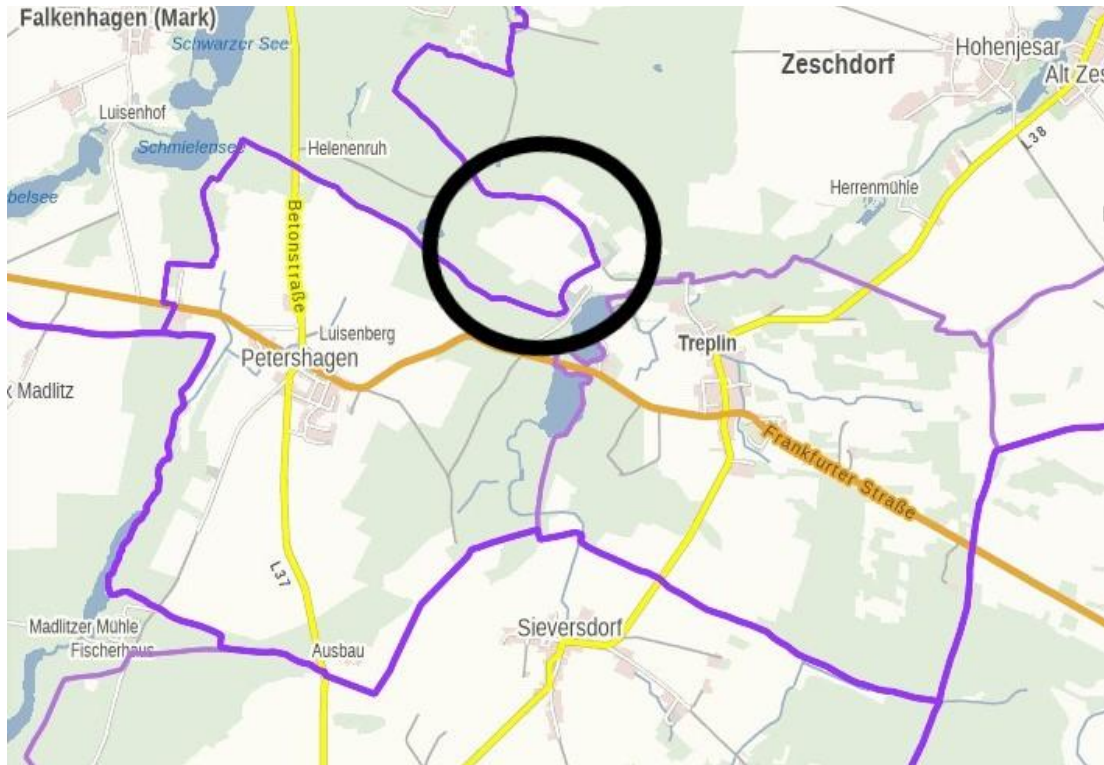 Falkenhagen (Mark)
Schwarzer See
Hohenjesar
Zeschdorf
Alt Zes
Luisenhof
L38
Schmielensee
Helenenruh
Herrenmühle
belsee
Betonstraße
Luisenberg
Treplin
Petershagen
x Madlitz
Frankfurter Straße
L37
Madlitzer Mühle
Fischerhaus
Sieversdorf
Ausbau